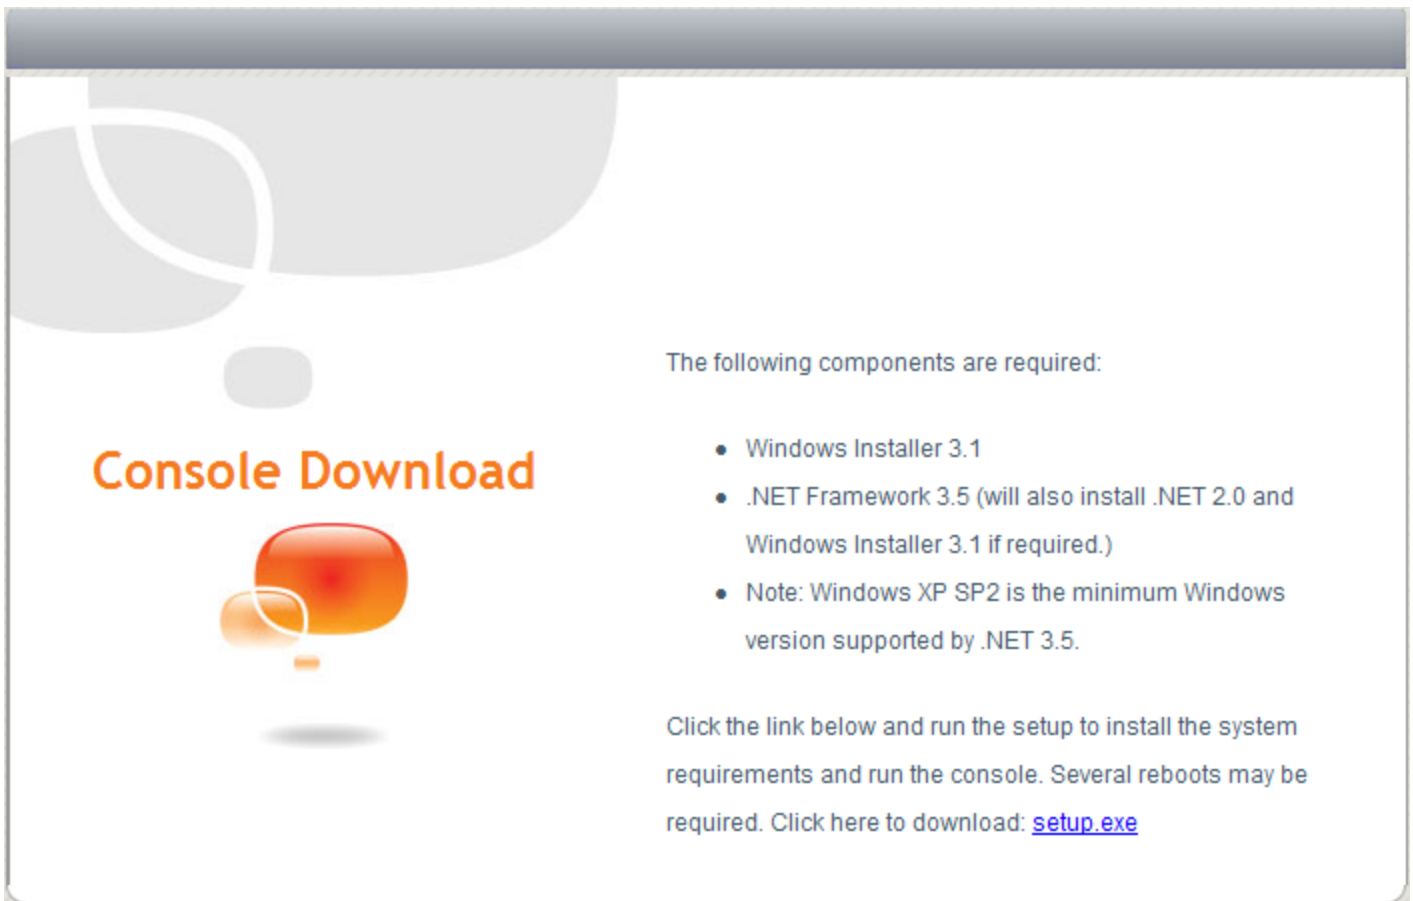 The following components are required:
● Windows Installer 3.1
Console Download
● .NET Framework 3.5 (will also install .NET 2.0 and
Windows Installer 3.1 if required.)
● Note: Windows XP SP2 is the minimum Windows
version supported by .NET 3.5.
Click the link below and run the setup to install the system
requirements and run the console. Several reboots may be
required. Click here to download: setup.exe